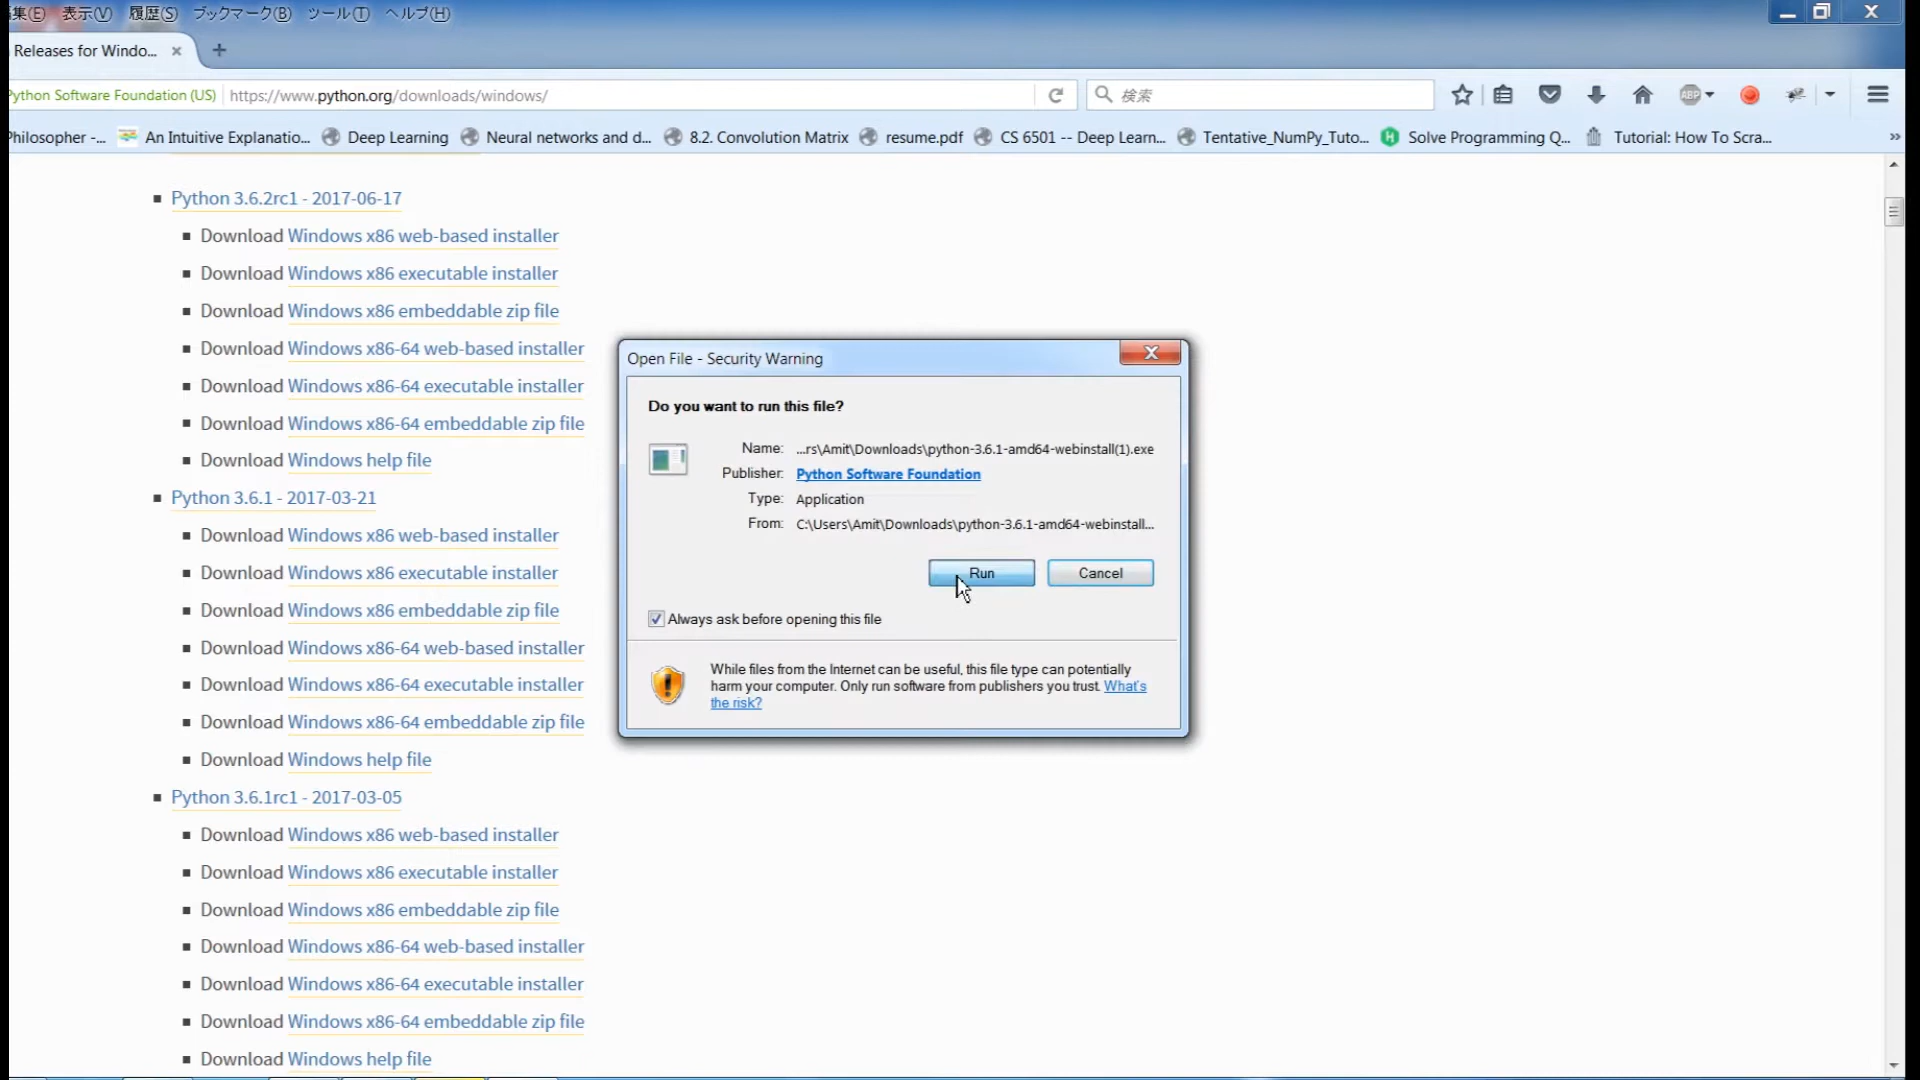 集(E) 表示(V) 履歴(S) ブックマーク(B) ツール(T) ヘルプ(H)
Releases for Windo...
Python Software Foundation (US) https://www.python.org/downloads/windows/
検索
ABP
Philosopher -... An Intuitive Explanatio... Deep Learning Neural networks and d... 8.2. Convolution Matrix resume.pdf CS 6501 -- Deep Learn... Tentative_NumPy_Tuto... Solve Programming Q... Tutorial: How To Scra... »
Python 3.6.2rc1 - 2017-06-17
Download Windows x86 web-based installer
Download Windows x86 executable installer
Download Windows x86 embeddable zip file
Download Windows x86-64 web-based installer
Download Windows x86-64 executable installer
Download Windows x86-64 embeddable zip file
Download Windows help file
Python 3.6.1 - 2017-03-21
Download Windows x86 web-based installer
Download Windows x86 executable installer
Download Windows x86 embeddable zip file
Download Windows x86-64 web-based installer
Download Windows x86-64 executable installer
Download Windows x86-64 embeddable zip file
Download Windows help file
Python 3.6.1rc1 - 2017-03-05
Download Windows x86 web-based installer
Download Windows x86 executable installer
Download Windows x86 embeddable zip file
Download Windows x86-64 web-based installer
Download Windows x86-64 executable installer
Download Windows x86-64 embeddable zip file
Download Windows help file
Open File - Security Warning
Do you want to run this file?
Name: ...rs\Amit\Downloads\python-3.6.1-amd64-webinstall(1).exe
Publisher: Python Software Foundation
Type: Application
From: C:\Users\Amit\Downloads\python-3.6.1-amd64-webinstall...
Run Cancel
Always ask before opening this file
While files from the Internet can be useful, this file type can potentially
harm your computer. Only run software from publishers you trust. What's
the risk?